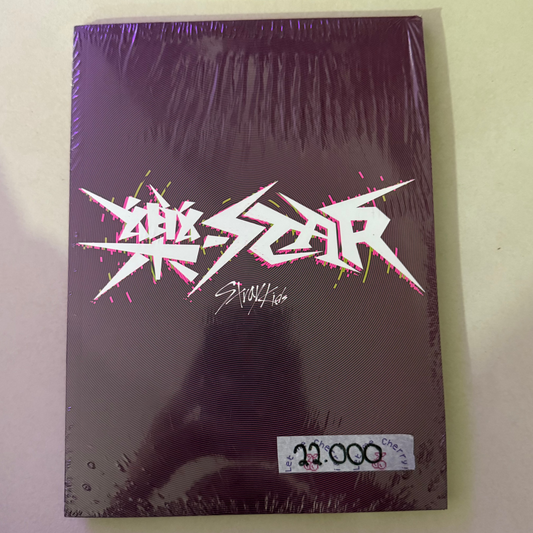 樂-STAR
Stray Kids
22.000